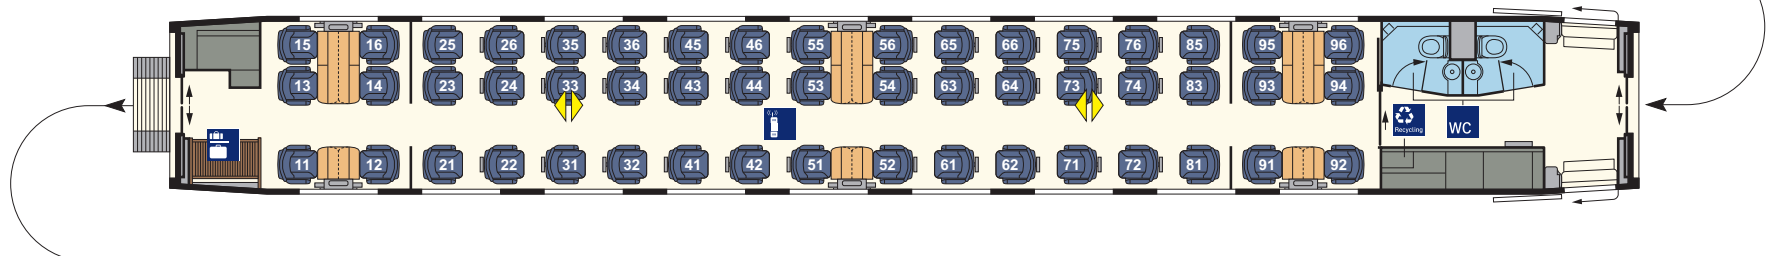 15 16 25 26 35 36 45 46 55 56 65 66 75 76 85 95 96
13 14 23 24 33 34 43 44 53 54 63 64 73 74 83 93 94
Recycling WC
11 12 21 22 31 32 41 42 51 52 61 62 71 72 81 91 92